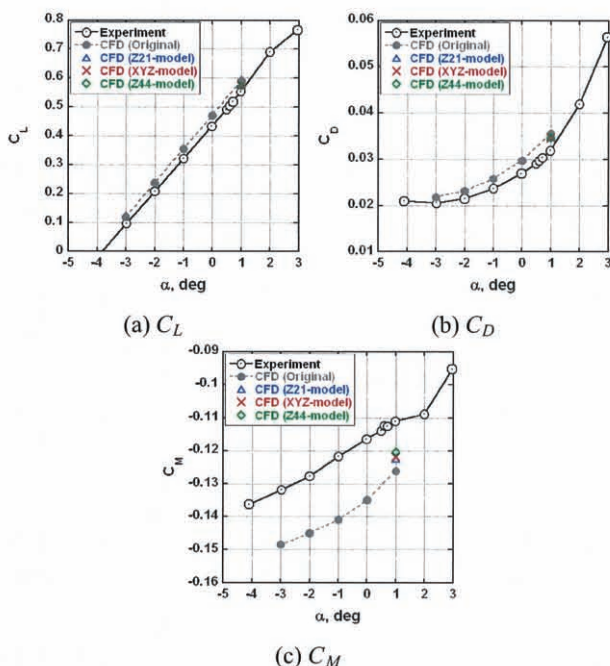 0.8
0.7
0.6
0.5
0.4
0.3
0.2
0.1
0
C_L
Experiment
CFD (Original)
CFD (Z21-model)
CFD (XYZ-model)
CFD (Z44-model)
-5 -4 -3 -2 -1 0 1 2 3
α, deg
(a) C_L
0.06
0.05
0.04
0.03
0.02
0.01
C_D
Experiment
CFD (Original)
CFD (Z21-model)
CFD (XYZ-model)
CFD (Z44-model)
-5 -4 -3 -2 -1 0 1 2 3
α, deg
(b) C_D
-0.09
-0.1
-0.11
-0.12
-0.13
-0.14
-0.15
-0.16
C_M
Experiment
CFD (Original)
CFD (Z21-model)
CFD (XYZ-model)
CFD (Z44-model)
-5 -4 -3 -2 -1 0 1 2 3
α, deg
(c) C_M